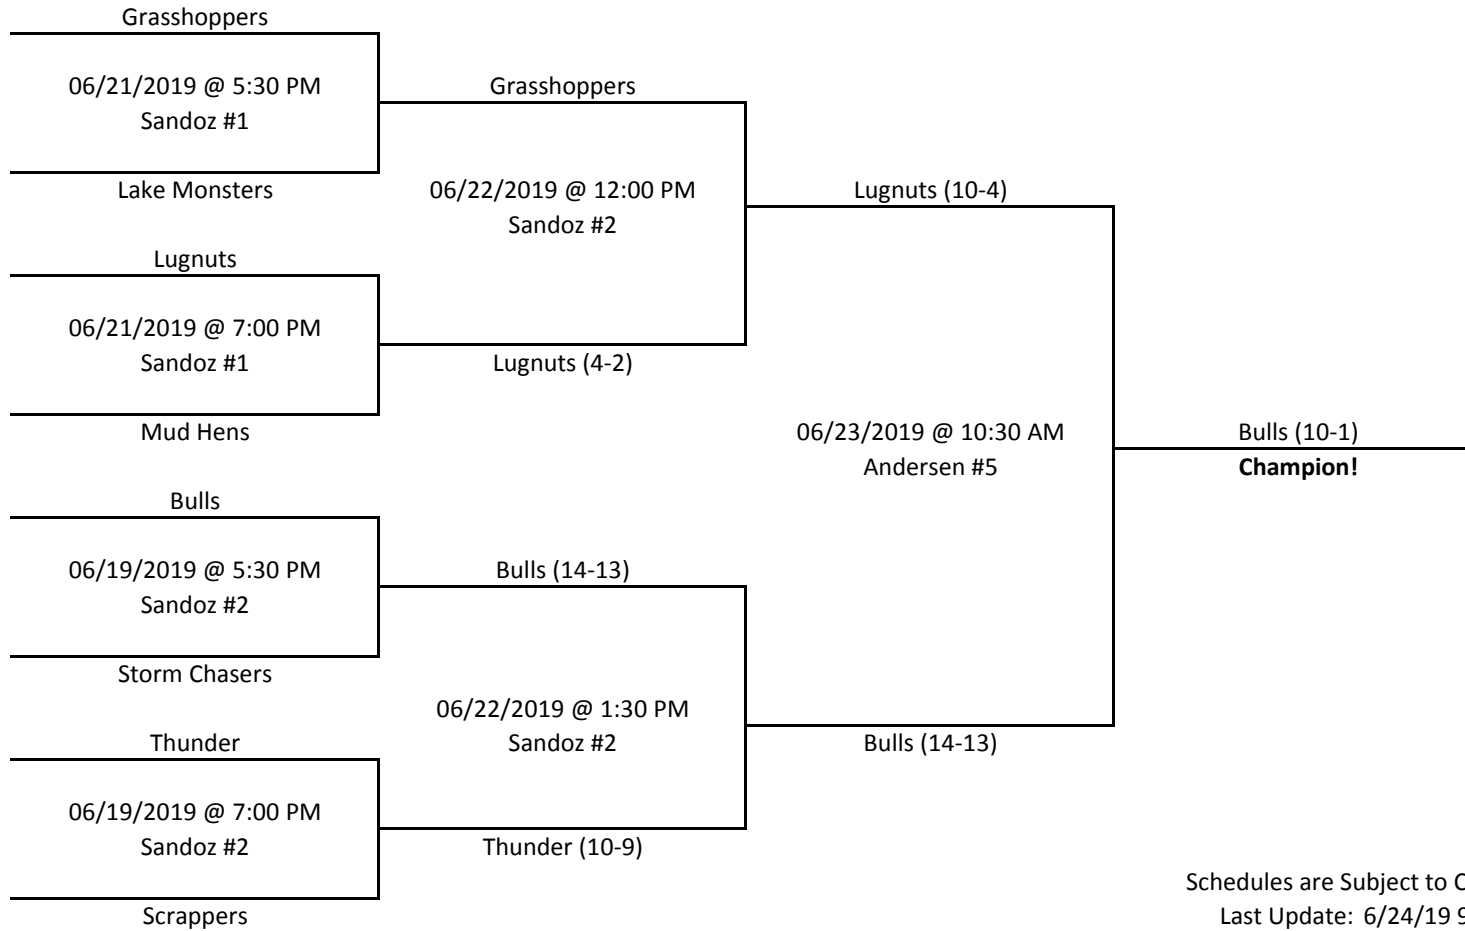 Grasshoppers
06/21/2019 @ 5:30 PM
Sandoz #1
Lake Monsters
Lugnuts
06/21/2019 @ 7:00 PM
Sandoz #1
Mud Hens
Bulls
06/19/2019 @ 5:30 PM
Sandoz #2
Storm Chasers
Thunder
06/19/2019 @ 7:00 PM
Sandoz #2
Scrappers
Grasshoppers
06/22/2019 @ 12:00 PM
Sandoz #2
Lugnuts (4-2)
Bulls (14-13)
06/22/2019 @ 1:30 PM
Sandoz #2
Thunder (10-9)
Lugnuts (10-4)
06/23/2019 @ 10:30 AM
Andersen #5
Bulls (14-13)
Bulls (10-1)
Champion!
Schedules are Subject to
Last Update: 6/24/19 9